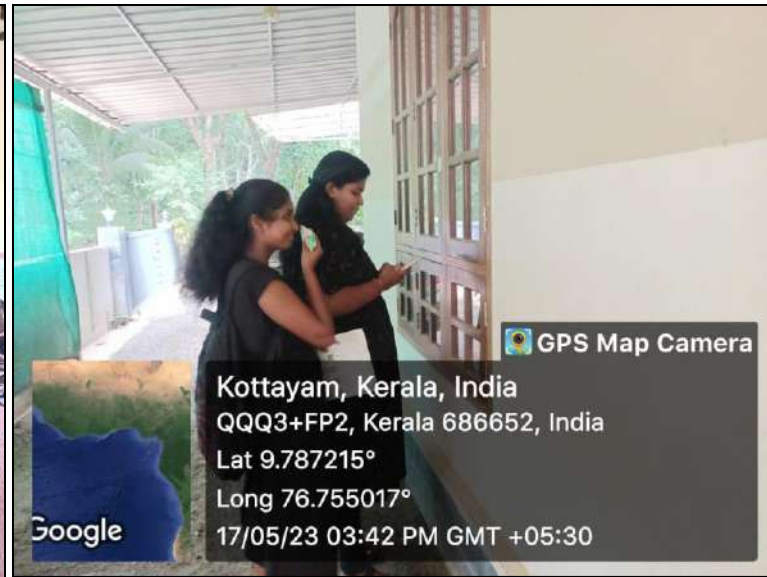 GPS Map Camera
Kottayam, Kerala, India
QQQ3+FP2, Kerala 686652, India
Lat 9.787215°
Long 76.755017°
17/05/23 03:42 PM GMT +05:30
Google